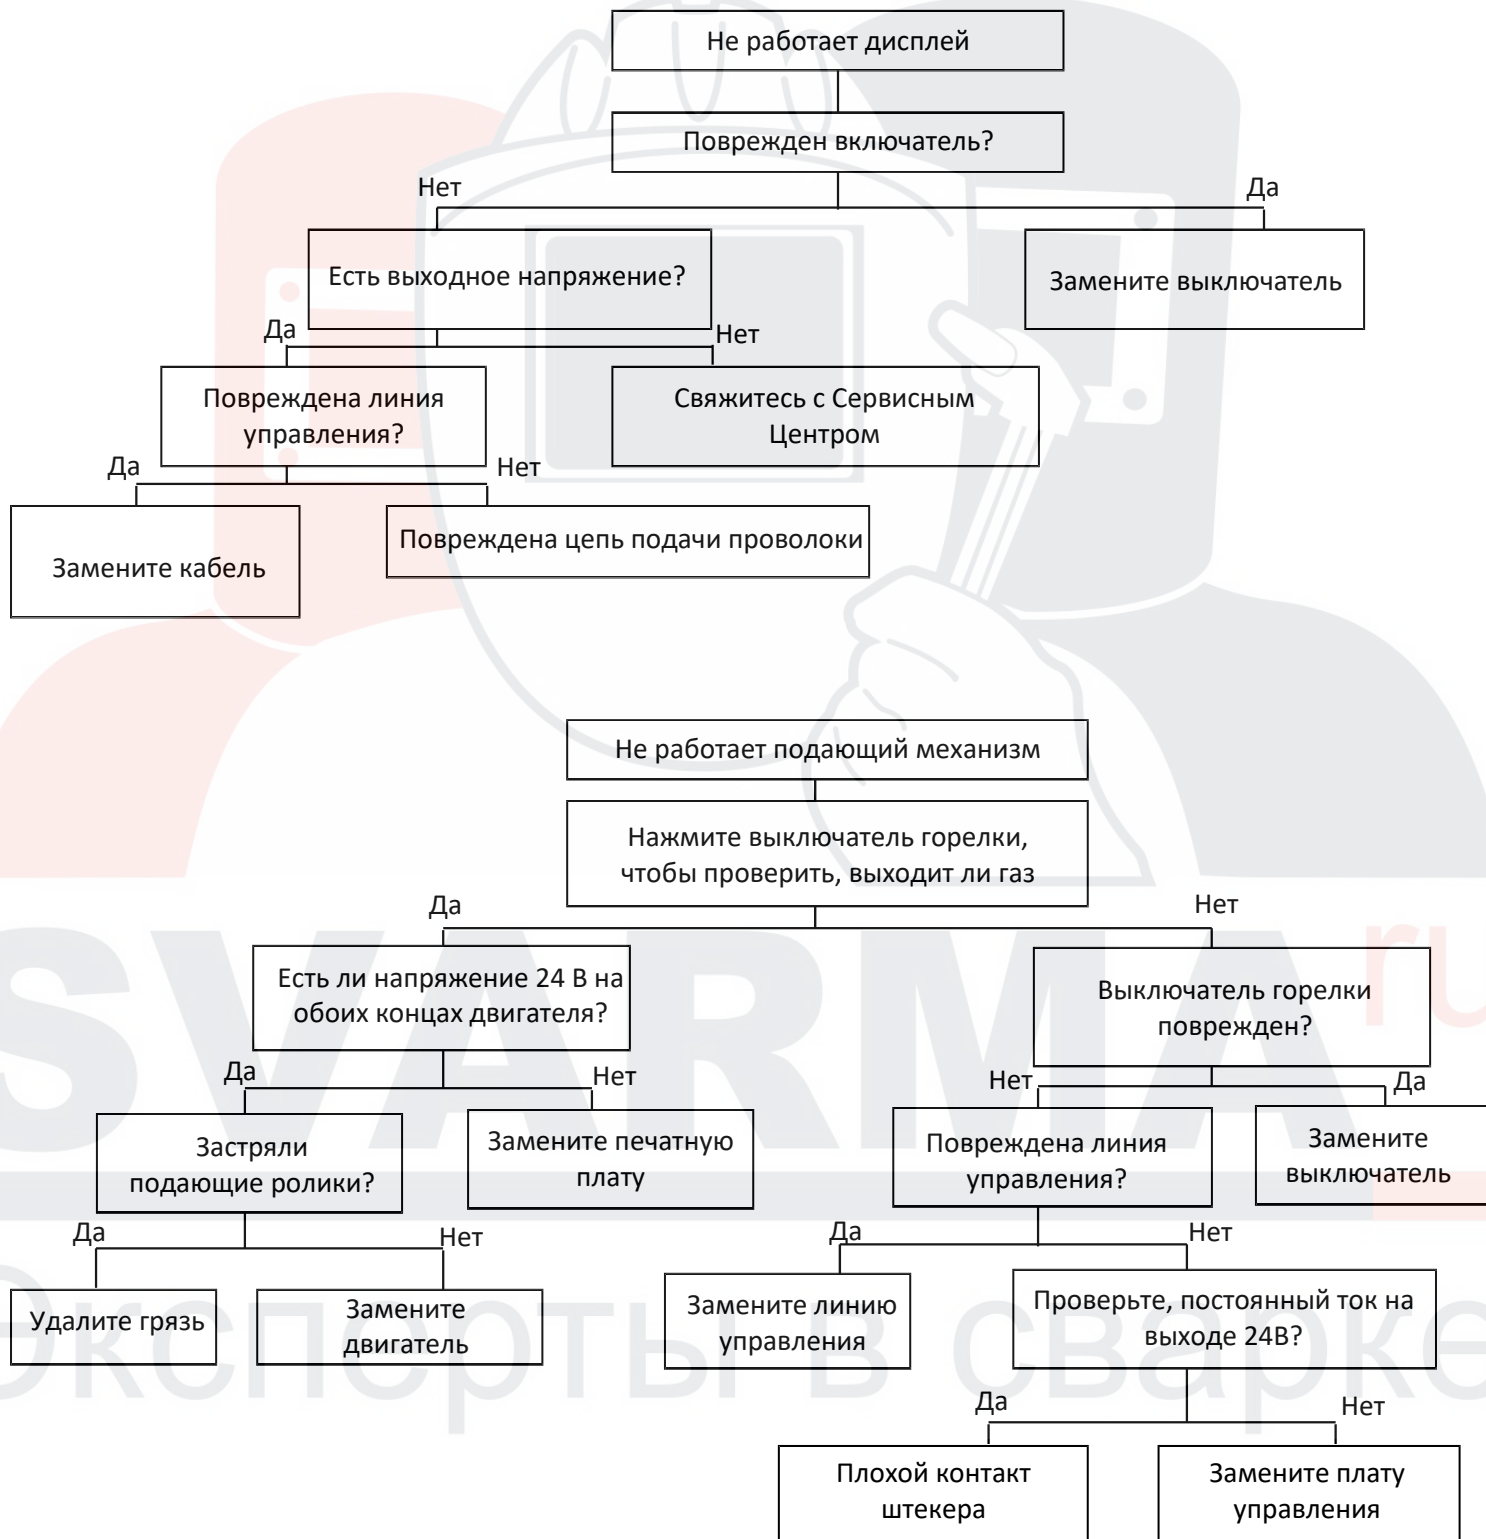 Не работает дисплей
Поврежден включатель?
Нет
Да
Есть выходное напряжение?
Замените выключатель
Да
Нет
Повреждена линия
управления?
Свяжитесь с Сервисным
Центром
Да
Нет
Замените кабель
Повреждена цепь подачи проволоки
Не работает подающий механизм
Нажмите выключатель горелки,
чтобы проверить, выходит ли газ
Да
Нет
SVARMA ru
Есть ли напряжение 24 В на
обоих концах двигателя?
Выключатель горелки
поврежден?
Да
Нет
Нет
Да
Застряли
подающие ролики?
Замените печатную
плату
Повреждена линия
управления?
Замените
выключатель
Да
Нет
Да
Нет
Эксперты в сварке
Удалите грязь
Замените
двигатель
Замените линию
управления
Проверьте, постоянный ток на
выходе 24В?
Да
Нет
Плохой контакт
штекера
Замените плату
управления